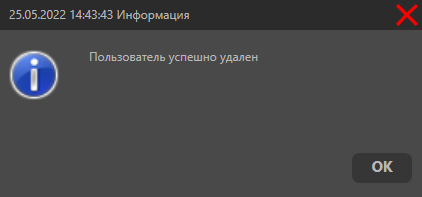 25.05.2022 14:43:43 Информация
Пользователь успешно удален
OK